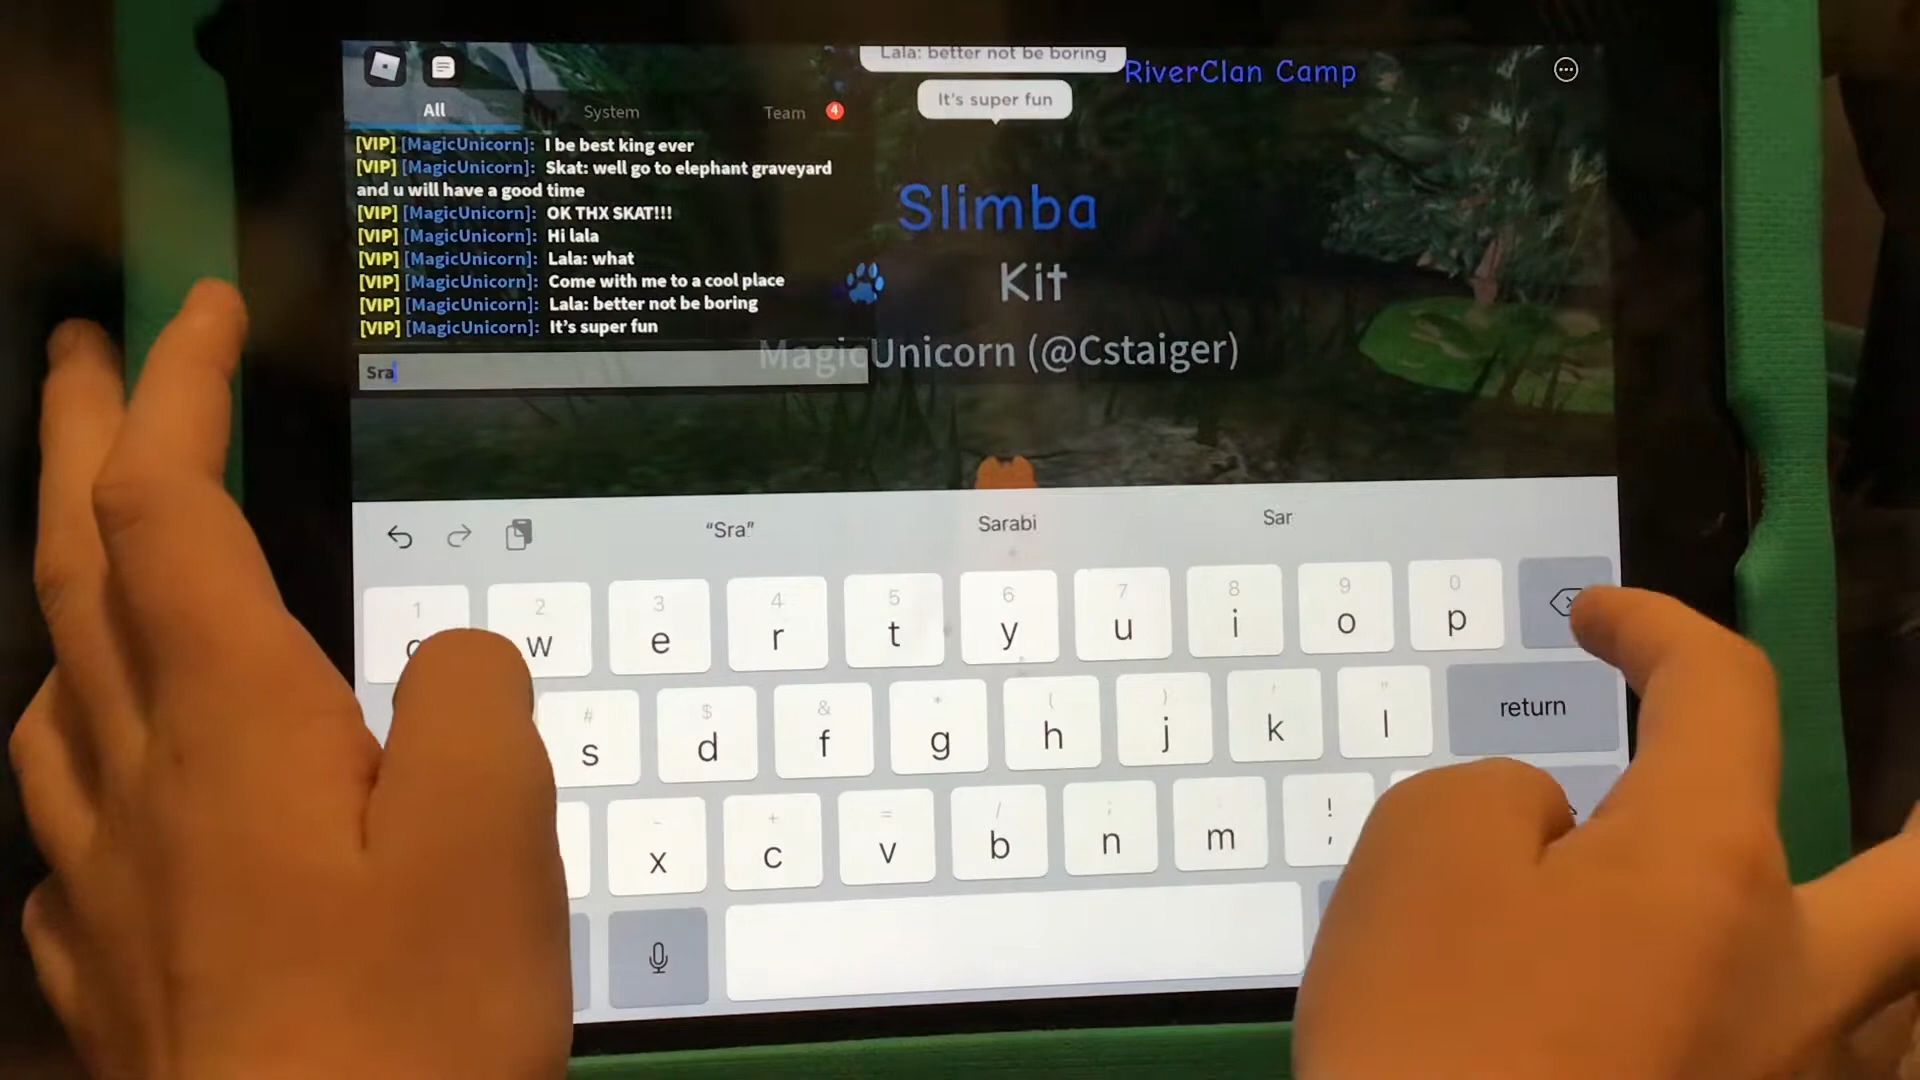 Lala: better not be boring
RiverClan Camp
It's super fun
All System Team 4
[VIP] [MagicUnicorn]: I be best king ever
[VIP] [MagicUnicorn]: Skat: well go to elephant graveyard
and u will have a good time
[VIP] [MagicUnicorn]: OK THX SKAT!!!
[VIP] [MagicUnicorn]: Hi lala
[VIP] [MagicUnicorn]: Lala: what
[VIP] [MagicUnicorn]: Come with me to a cool place
[VIP] [MagicUnicorn]: Lala: better not be boring
[VIP] [MagicUnicorn]: It's super fun
Slimba
Kit
MagicUnicorn (@Cstaiger)
Sra
“Sra” Sarabi Sar
1 2 3 4 5 6 7 8 9 0
w e r t y u i o p
# $ & * ( ) ' "
s d f g h j k l return
- + = / ; : !
x c v b n m ,